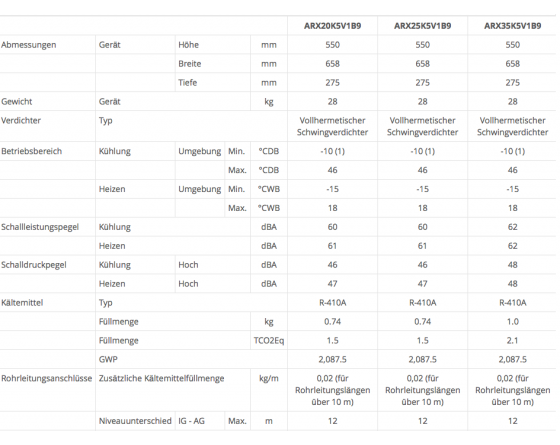 ARX20K5V1B9 ARX25K5V1B9 ARX35K5V1B9
Abmessungen Gerät Höhe mm 550 550 550
Breite mm 658 658 658
Tiefe mm 275 275 275
Gewicht Gerät kg 28 28 28
Verdichter Typ Vollhermetischer Vollhermetischer Vollhermetischer
Schwingverdichter Schwingverdichter Schwingverdichter
Betriebsbereich Kühlung Umgebung Min. °CDB -10 (1) -10 (1) -10 (1)
Max. °CDB 46 46 46
Heizen Umgebung Min. °CWB -15 -15 -15
Max. °CWB 18 18 18
Schallleistungspegel Kühlung dBA 60 60 62
Heizen dBA 61 61 62
Schalldruckpegel Kühlung Hoch dBA 46 46 48
Heizen Hoch dBA 47 47 48
Kältemittel Typ R-410A R-410A R-410A
Füllmenge kg 0.74 0.74 1.0
Füllmenge TCO2Eq 1.5 1.5 2.1
GWP 2,087.5 2,087.5 2,087.5
Rohrleitungsanschlüsse Zusätzliche Kältemittelfüllmenge kg/m 0,02 (für 0,02 (für 0,02 (für
Rohrleitungslängen Rohrleitungslängen Rohrleitungslängen
über 10 m) über 10 m) über 10 m)
Niveauunterschied IG - AG Max. m 12 12 12